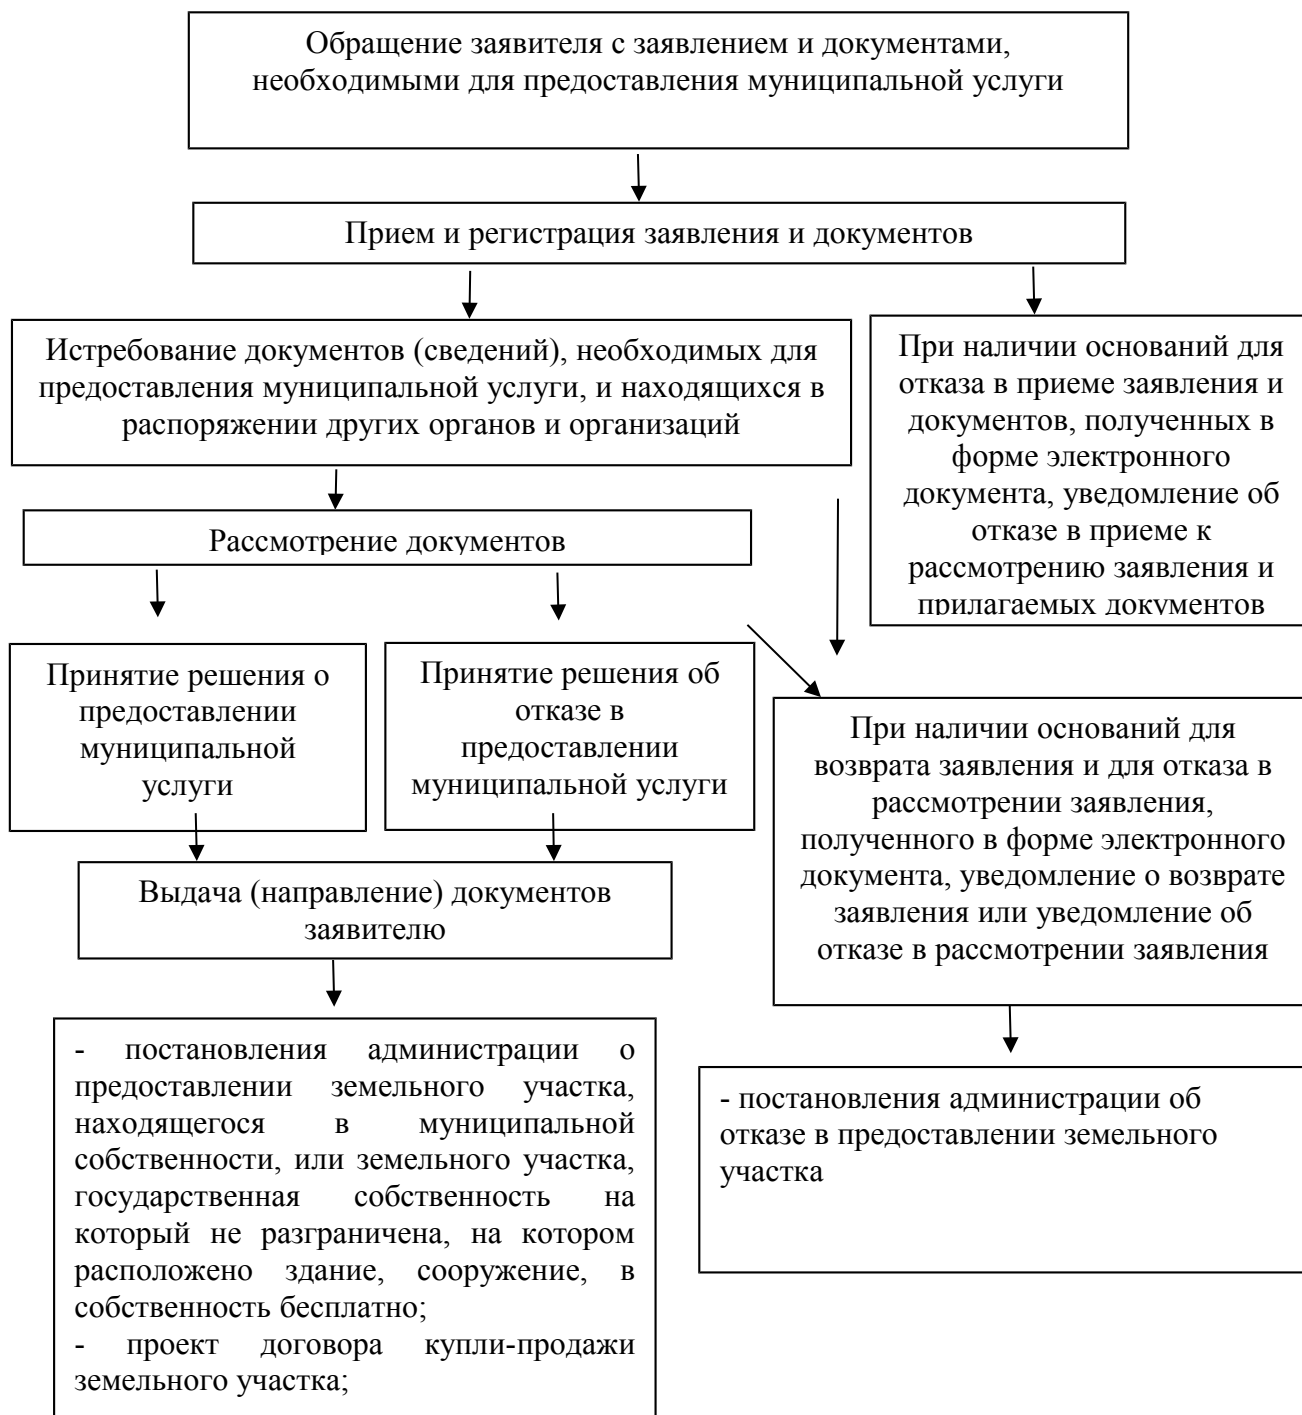 Обращение заявителя с заявлением и документами,
необходимыми для предоставления муниципальной услуги
Прием и регистрация заявления и документов
Истребование документов (сведений), необходимых для
предоставления муниципальной услуги, и находящихся в
распоряжении других органов и организаций
При наличии оснований для
отказа в приеме заявления и
документов, полученных в
форме электронного
документа, уведомление об
отказе в приеме к
рассмотрению заявления и
прилагаемых документов
Рассмотрение документов
Принятие решения о
предоставлении
муниципальной
услуги
Принятие решения об
отказе в
предоставлении
муниципальной услуги
При наличии оснований для
возврата заявления и для отказа в
рассмотрении заявления,
полученного в форме электронного
документа, уведомление о возврате
заявления или уведомление об
отказе в рассмотрении заявления
Выдача (направление) документов
заявителю
- постановления администрации о
предоставлении земельного участка,
находящегося в муниципальной
собственности, или земельного участка,
государственная собственность на
который не разграничена, на котором
расположено здание, сооружение, в
собственность бесплатно;
- проект договора купли-продажи
земельного участка;
- постановления администрации об
отказе в предоставлении земельного
участка